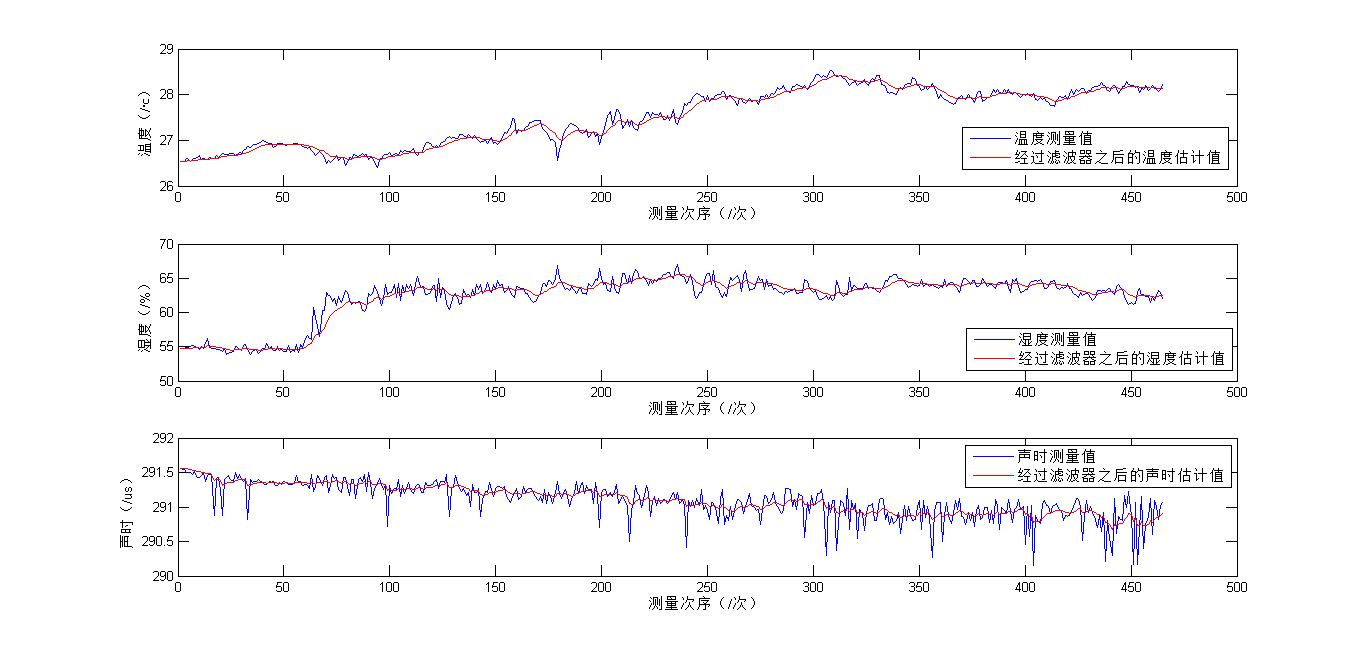 29
28
27
26
温度（/℃）
0 50 100 150 200 250 300 350 400 450 500
测量次序（/次）
温度测量值
经过滤波器之后的温度估计值
70
65
60
55
50
湿度（/%）
0 50 100 150 200 250 300 350 400 450 500
测量次序（/次）
湿度测量值
经过滤波器之后的湿度估计值
292
291.5
291
290.5
290
声时（/us）
0 50 100 150 200 250 300 350 400 450 500
测量次序（/次）
声时测量值
经过滤波器之后的声时估计值